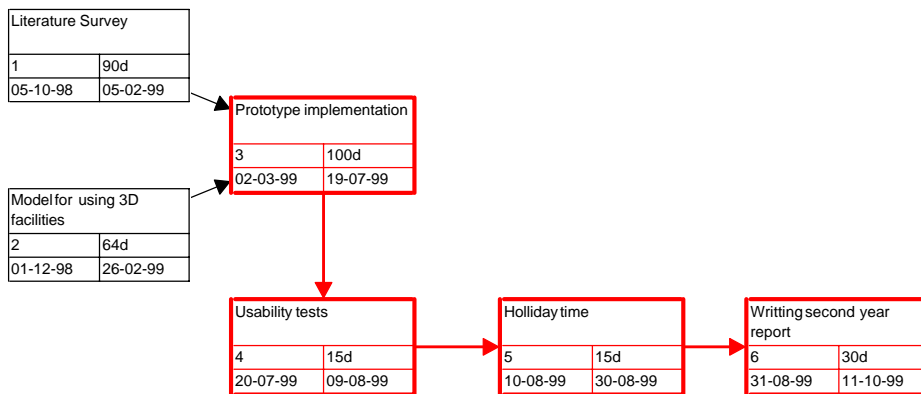 Literature Survey
1 90d
05-10-98 05-02-99
Prototype implementation
3 100d
02-03-99 19-07-99
Model for using 3D
facilities
2 64d
01-12-98 26-02-99
Usability tests
4 15d
20-07-99 09-08-99
Holliday time
5 15d
10-08-99 30-08-99
Writting second year
report
6 30d
31-08-99 11-10-99